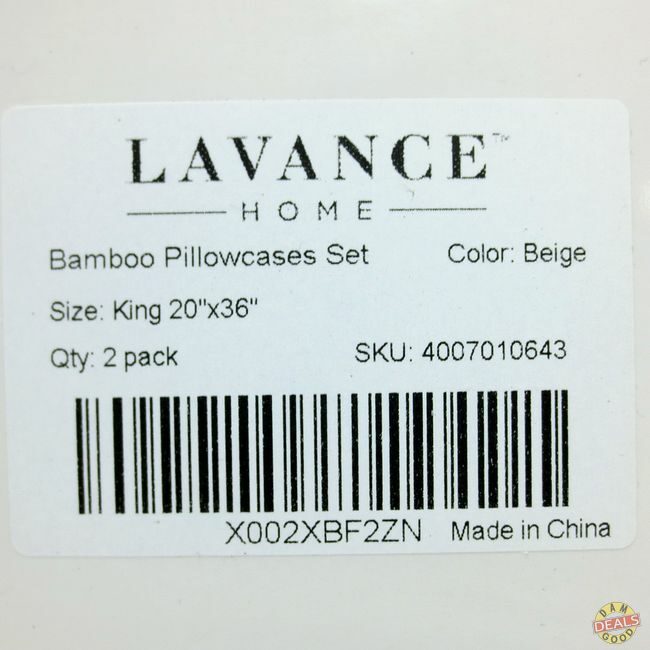 LAVANCE™
HOME
Bamboo Pillowcases Set Color: Beige
Size: King 20"x36"
Qty: 2 pack SKU: 4007010643
X002XBF2ZN Made in China
DAM
DEALS
GOOD